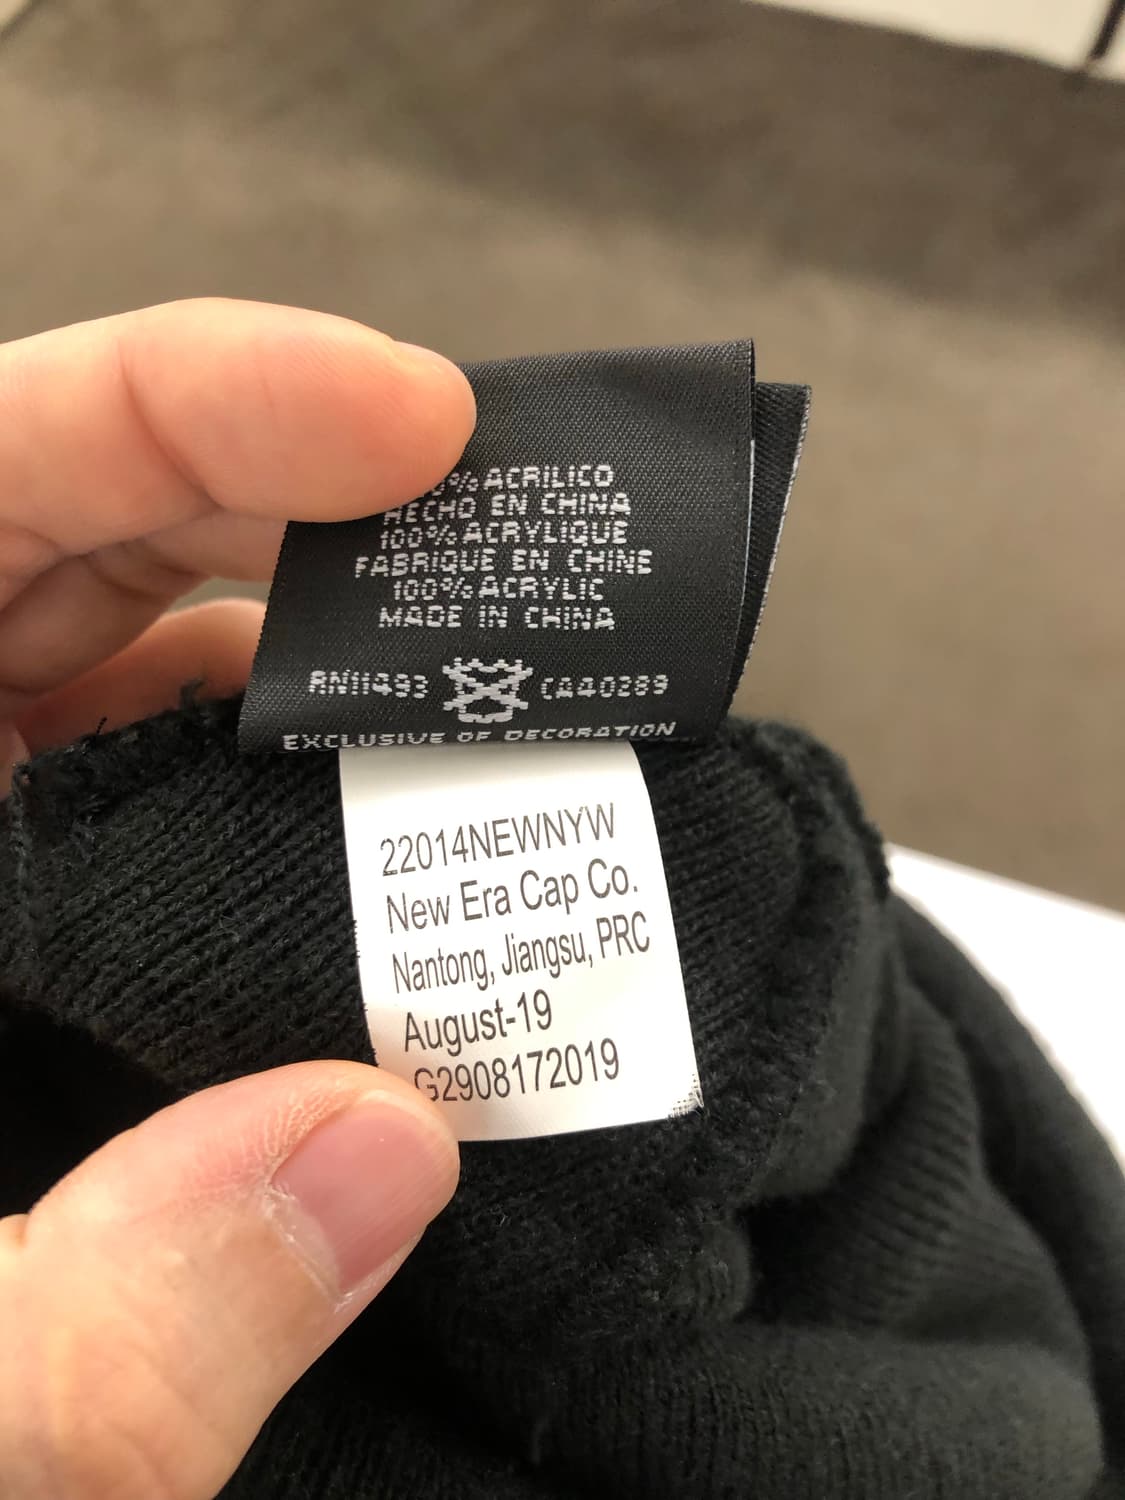 % ACRILICO
HECHO EN CHINA
100% ACRYLIQUE
FABRIQUE EN CHINE
100% ACRYLIC
MADE IN CHINA
RN11493 CA40289
EXCLUSIVE OF DECORATION
22014NEWNYW
New Era Cap Co.
Nantong, Jiangsu, PRC
August-19
G2908172019